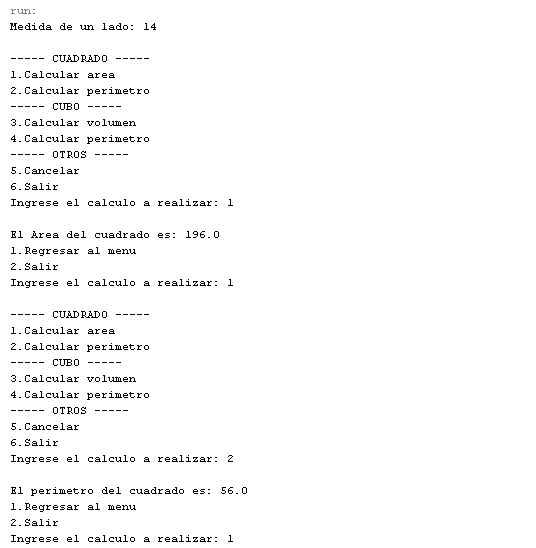 run:
Medida de un lado: 14
----- CUADRADO -----
1.Calcular area
2.Calcular perimetro
----- CUBO -----
3.Calcular volumen
4.Calcular perimetro
----- OTROS -----
5.Cancelar
6.Salir
Ingrese el calculo a realizar: 1
El Area del cuadrado es: 196.0
1.Regresar al menu
2.Salir
Ingrese el calculo a realizar: 1
----- CUADRADO -----
1.Calcular area
2.Calcular perimetro
----- CUBO -----
3.Calcular volumen
4.Calcular perimetro
----- OTROS -----
5.Cancelar
6.Salir
Ingrese el calculo a realizar: 2
El perimetro del cuadrado es: 56.0
1.Regresar al menu
2.Salir
Ingrese el calculo a realizar: 1